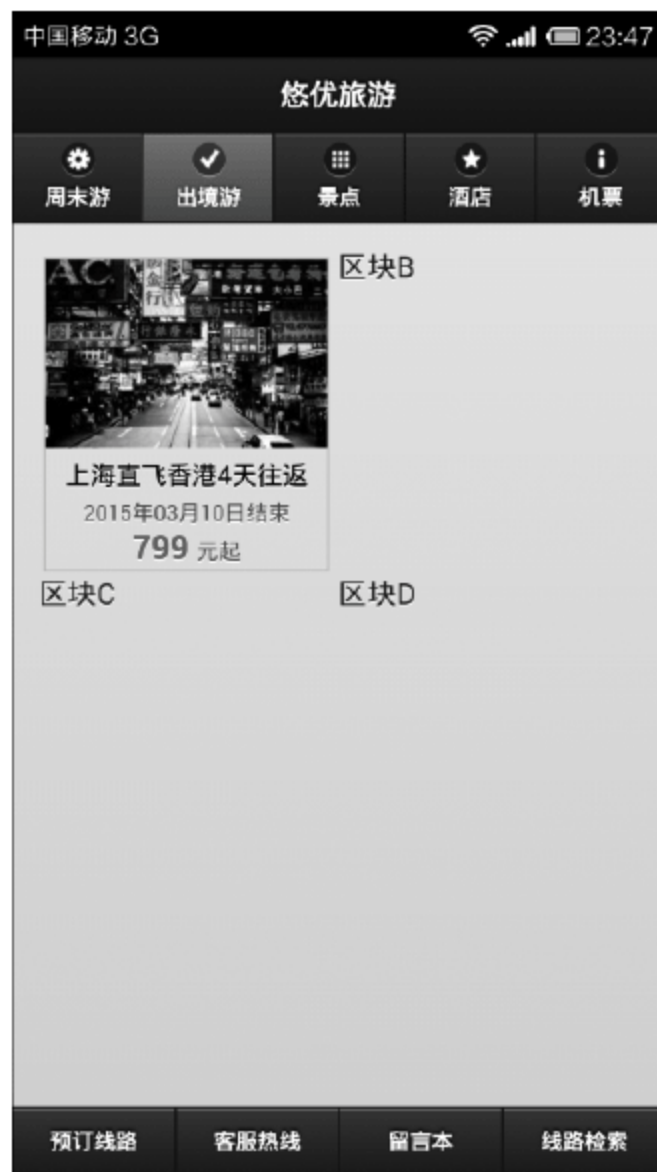 中国移动 3G 23:47
悠优旅游
周末游 出境游 景点 酒店 机票
区块B
AC
上海直飞香港4天往返
2015年03月10日结束
799 元起
区块C 区块D
预订线路 客服热线 留言本 线路检索